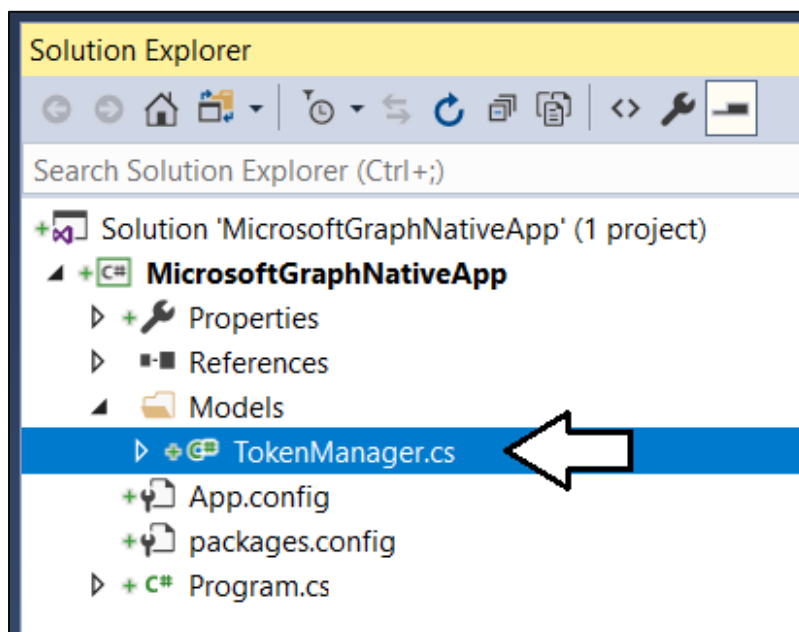 Solution Explorer
Search Solution Explorer (Ctrl+;)
Solution 'MicrosoftGraphNativeApp' (1 project)
C# MicrosoftGraphNativeApp
Properties
References
Models
C# TokenManager.cs
App.config
packages.config
C# Program.cs